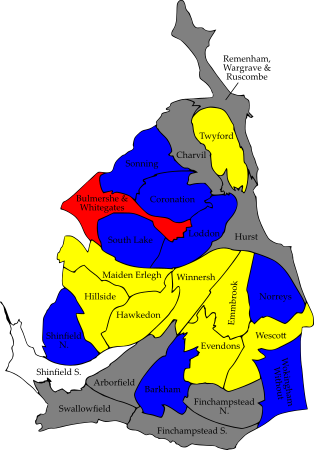 Remenham,
Wargrave &
Ruscombe
Twyford
Charvil
Sonning
Bulmershe &
Whitegates
Coronation
Loddon
South Lake
Hurst
Maiden Erlegh
Winnersh
Hillside
Emmbrook
Norreys
Hawkedon
Shinfield
N.
Evendons
Wescott
Shinfield S.
Arborfield
Barkham
Wokingham
Without
Finchampstead
N.
Swallowfield
Finchampstead S.